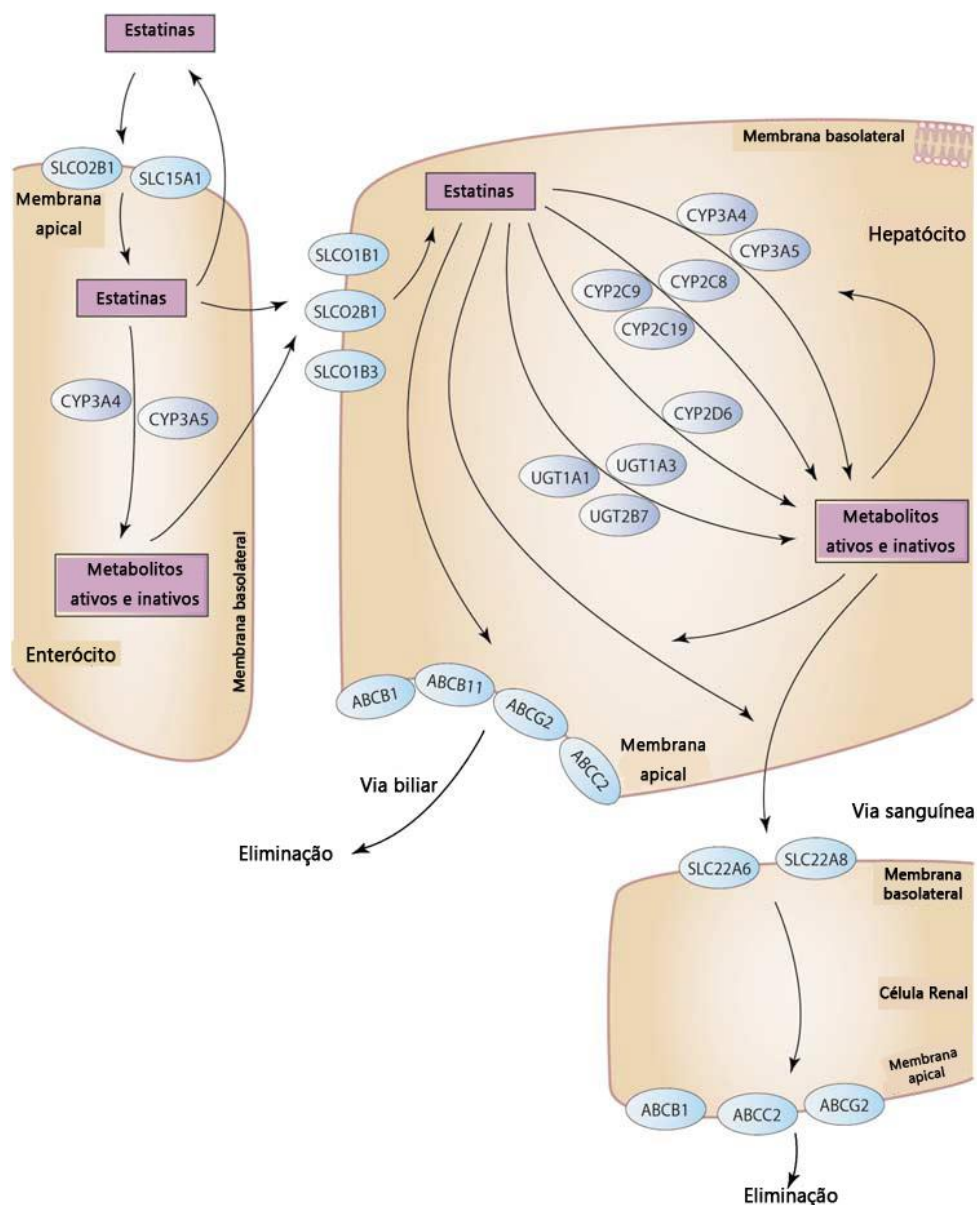 Estatinas
SLCO2B1
SLC15A1
Membrana
apical
Estatinas
CYP3A4
CYP3A5
Metabolitos
ativos e inativos
Enterócito
Membrana basolateral
Membrana basolateral
Hepatócito
Estatinas
SLCO1B1
SLCO2B1
SLCO1B3
CYP3A4
CYP3A5
CYP2C9
CYP2C8
CYP2C19
CYP2D6
UGT1A1
UGT1A3
UGT2B7
Metabolitos
ativos e inativos
ABCB1
ABCB11
ABCG2
ABCC2
Membrana
apical
Via biliar
Eliminação
Via sanguínea
SLC22A6
SLC22A8
Membrana
basolateral
Célula Renal
Membrana
apical
ABCB1
ABCC2
ABCG2
Eliminação